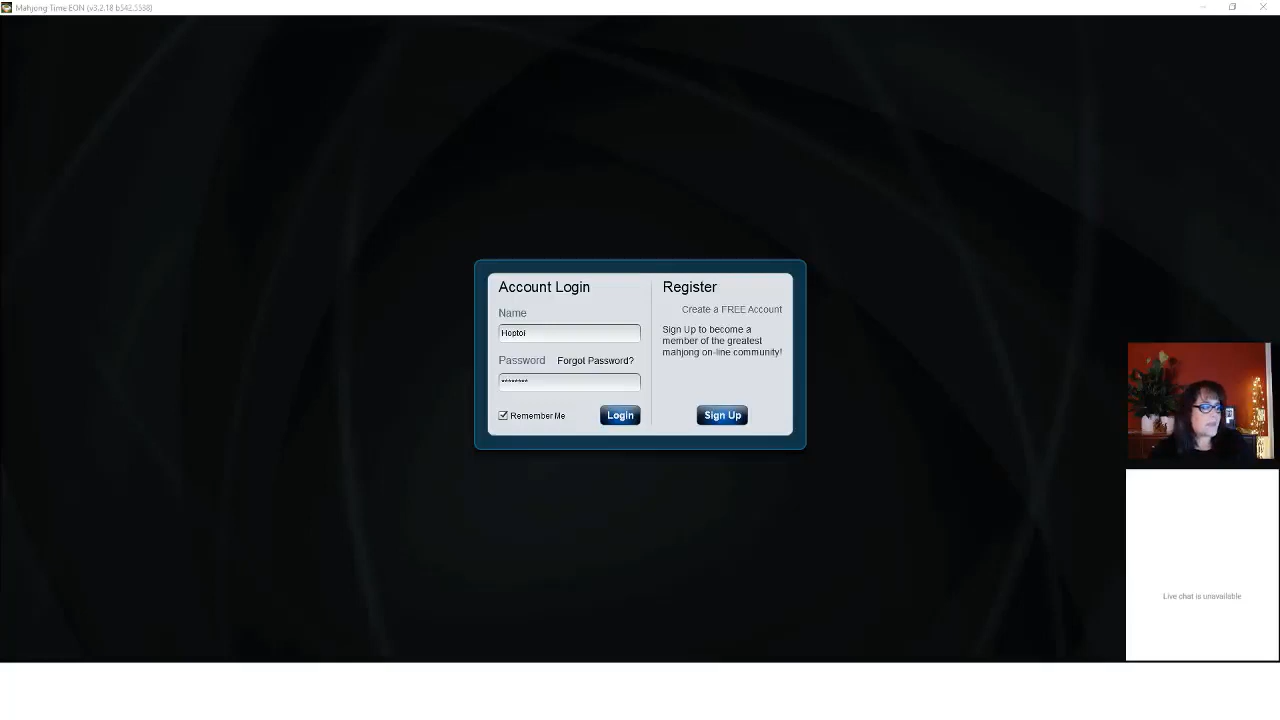 Mahjong Time EON (v3.2.18 b542.5588)
Account Login
Name
Hoptoi
Password Forgot Password?
********
Remember Me
Login
Register
Create a FREE Account
Sign Up to become a
member of the greatest
mahjong on-line community!
Sign Up
Live chat is unavailable